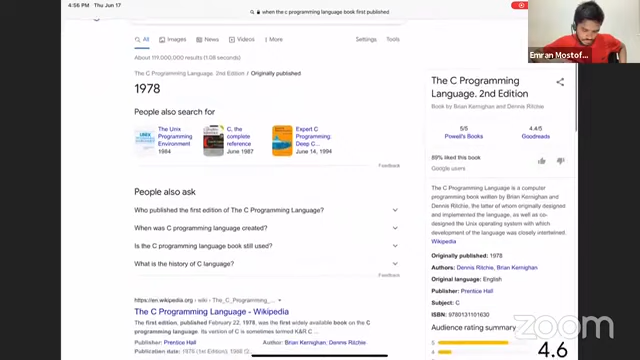 4:56 PM Thu Jun 17
when the c programming language book first published
Emran Mostof...
All
Images
News
Videos
More
Settings
Tools
About 119,000,000 results (1.08 seconds)
The C Programming Language. 2nd Edition / Originally published
1978
People also search for
The Unix
Programming
Environment
1984
C, the
complete
reference
June 1987
Expert C
Programming:
Deep C...
June 14, 1994
Feedback
People also ask
Who published the first edition of The C Programming Language?
When was C programming language created?
Is the C programming language book still used?
What is the history of C language?
Feedback
https://en.wikipedia.org › wiki › The_C_Programming_...
The C Programming Language - Wikipedia
The first edition, published February 22, 1978, was the first widely available book on the C
programming language. Its version of C is sometimes termed K&R C
Publisher: Prentice Hall
Author: Brian Kernighan, Dennis Ritchie
Publication date: 1978 (1st Edition); 1988
The C Programming
Language. 2nd Edition
Book by Brian Kernighan and Dennis Ritchie
5/5
Powell's Books
4.4/5
Goodreads
89% liked this book
Google users
The C Programming Language is a computer
programming book written by Brian Kernighan and
Dennis Ritchie, the latter of whom originally designed and
implemented the language, as well as co-
designed the Unix operating system with which
development of the language was closely intertwined.
Wikipedia
Originally published: 1978
Authors: Dennis Ritchie, Brian Kernighan
Original language: English
Publisher: Prentice Hall
Subject: C
ISBN: 9780131101630
Audience rating summary
5
4
4.6
zoom